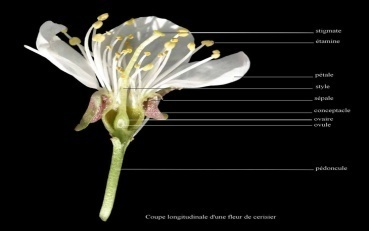 stigmate
étamine
pétale
style
sépale
conceptacle
ovaire
ovule
pédoncule
Coupe longitudinale d'une fleur de cerisier